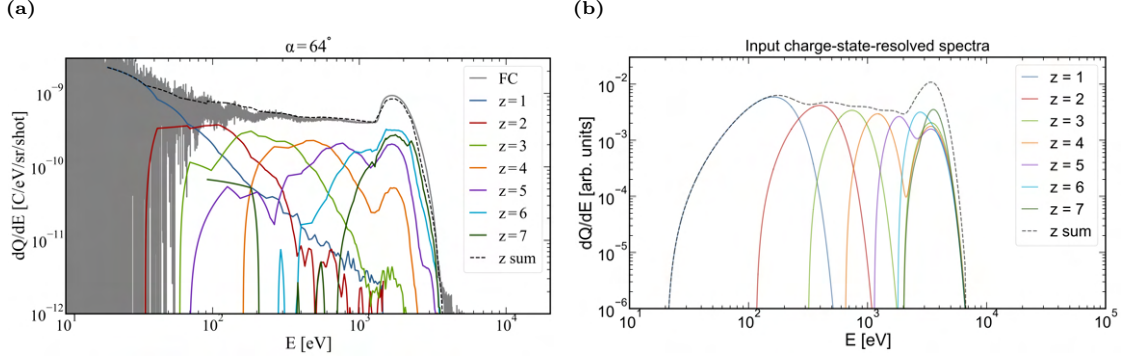 (a)
α=64°
dQ/dE [C/eV/sr/shot]
10⁻⁹
10⁻¹⁰
10⁻¹¹
10⁻¹²
10¹
10²
10³
10⁴
E [eV]
FC
z=1
z=2
z=3
z=4
z=5
z=6
z=7
z sum
(b)
Input charge-state-resolved spectra
dQ/dE [arb. units]
10⁻²
10⁻³
10⁻⁴
10⁻⁵
10⁻⁶
10¹
10²
10³
10⁴
10⁵
E [eV]
z = 1
z = 2
z = 3
z = 4
z = 5
z = 6
z = 7
z sum